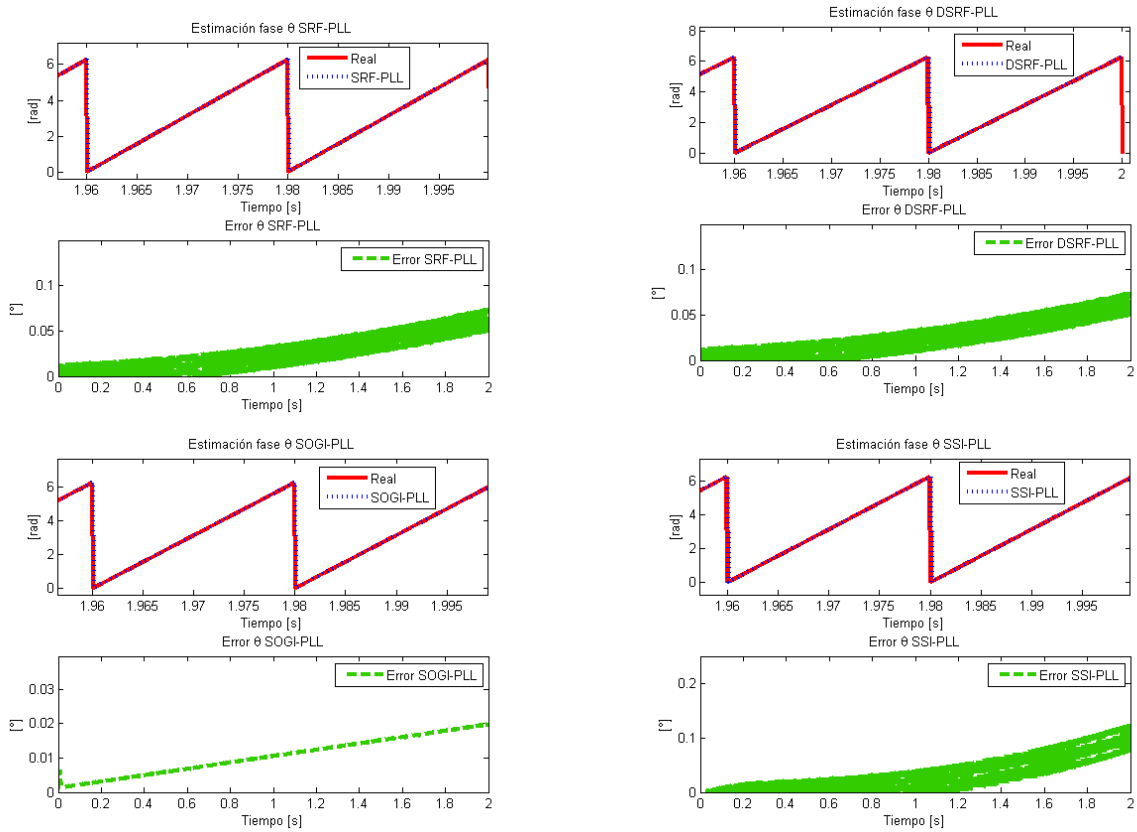 Estimación fase θ SRF-PLL
Real
SRF-PLL
[rad]
6
4
2
0
1.96 1.965 1.97 1.975 1.98 1.985 1.99 1.995
Tiempo [s]
Error θ SRF-PLL
Error SRF-PLL
[°]
0.1
0.05
0
0 0.2 0.4 0.6 0.8 1 1.2 1.4 1.6 1.8 2
Tiempo [s]
Estimación fase θ DSRF-PLL
Real
DSRF-PLL
[rad]
8
6
4
2
0
1.96 1.965 1.97 1.975 1.98 1.985 1.99 1.995 2
Tiempo [s]
Error θ DSRF-PLL
Error DSRF-PLL
[°]
0.1
0.05
0
0 0.2 0.4 0.6 0.8 1 1.2 1.4 1.6 1.8 2
Tiempo [s]
Estimación fase θ SOGI-PLL
Real
SOGI-PLL
[rad]
6
4
2
0
1.96 1.965 1.97 1.975 1.98 1.985 1.99 1.995
Tiempo [s]
Error θ SOGI-PLL
Error SOGI-PLL
[°]
0.03
0.02
0.01
0
0 0.2 0.4 0.6 0.8 1 1.2 1.4 1.6 1.8 2
Tiempo [s]
Estimación fase θ SSI-PLL
Real
SSI-PLL
[rad]
6
4
2
0
1.96 1.965 1.97 1.975 1.98 1.985 1.99 1.995
Tiempo [s]
Error θ SSI-PLL
Error SSI-PLL
[°]
0.2
0.1
0
0 0.2 0.4 0.6 0.8 1 1.2 1.4 1.6 1.8 2
Tiempo [s]